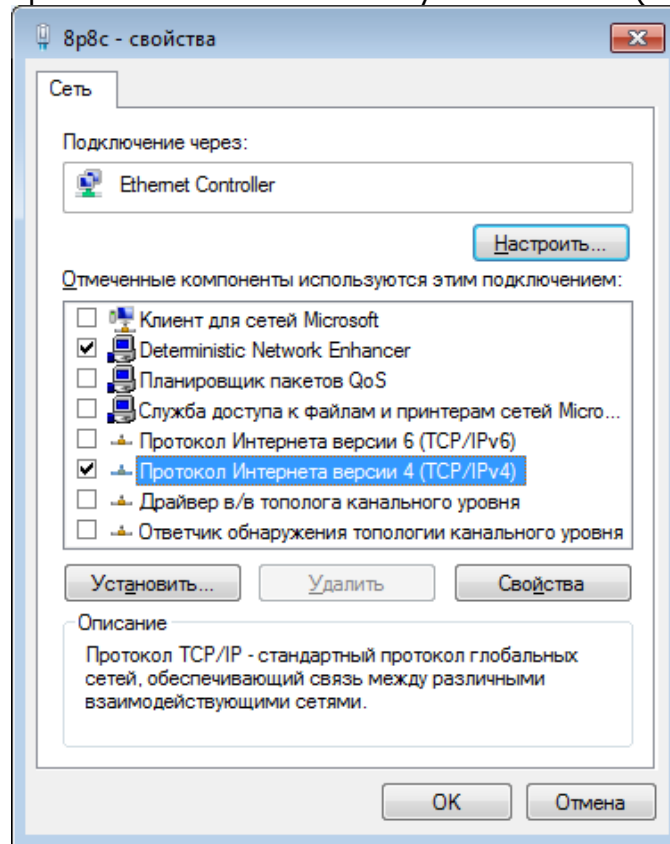 8p8c - свойства
Сеть
Подключение через:
Ethernet Controller
Настроить...
Отмеченные компоненты используются этим подключением:
Клиент для сетей Microsoft
Deterministic Network Enhancer
Планировщик пакетов QoS
Служба доступа к файлам и принтерам сетей Micro...
Протокол Интернета версии 6 (TCP/IPv6)
Протокол Интернета версии 4 (TCP/IPv4)
Драйвер в/в тополога канального уровня
Ответчик обнаружения топологии канального уровня
Установить...
Удалить
Свойства
Описание
Протокол TCP/IP - стандартный протокол глобальных
сетей, обеспечивающий связь между различными
взаимодействующими сетями.
OK
Отмена